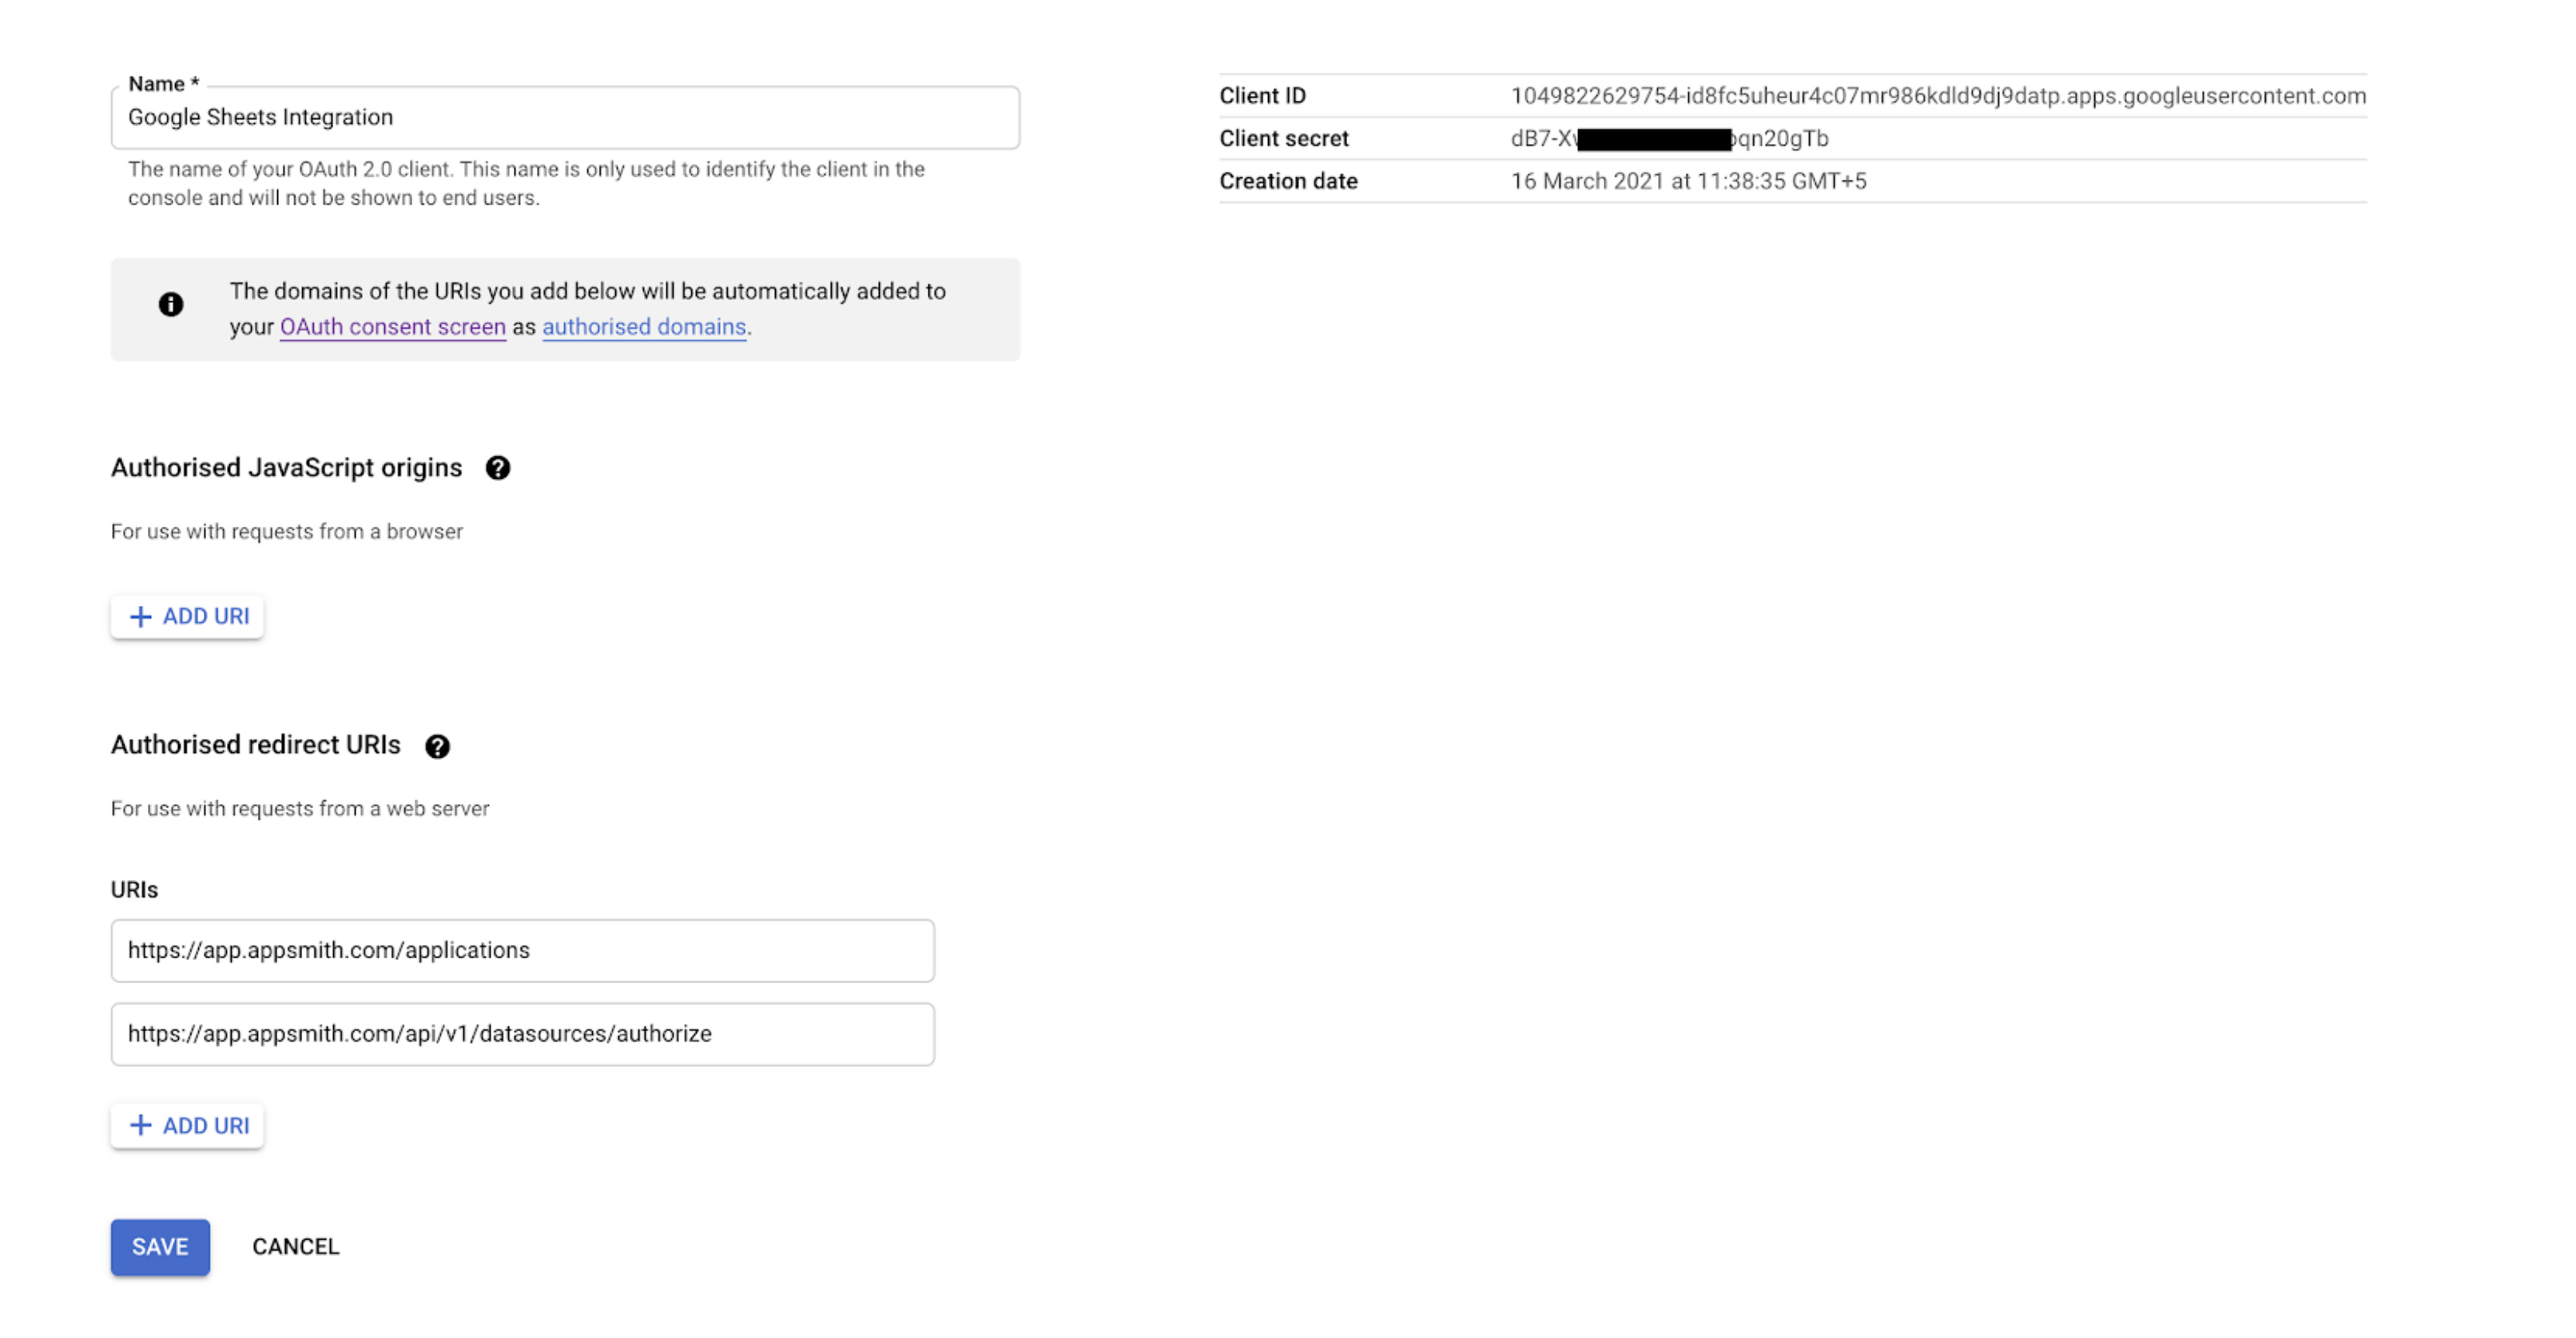 Name *
Google Sheets Integration
The name of your OAuth 2.0 client. This name is only used to identify the client in the
console and will not be shown to end users.
The domains of the URIs you add below will be automatically added to
your OAuth consent screen as authorised domains.
Authorised JavaScript origins
For use with requests from a browser
+ ADD URI
Authorised redirect URIs
For use with requests from a web server
URIs
https://app.appsmith.com/applications
https://app.appsmith.com/api/v1/datasources/authorize
+ ADD URI
SAVE CANCEL
Client ID 1049822629754-id8fc5uheur4c07mr986kdld9dj9datp.apps.googleusercontent.com
Client secret dB7-X qn20gTb
Creation date 16 March 2021 at 11:38:35 GMT+5